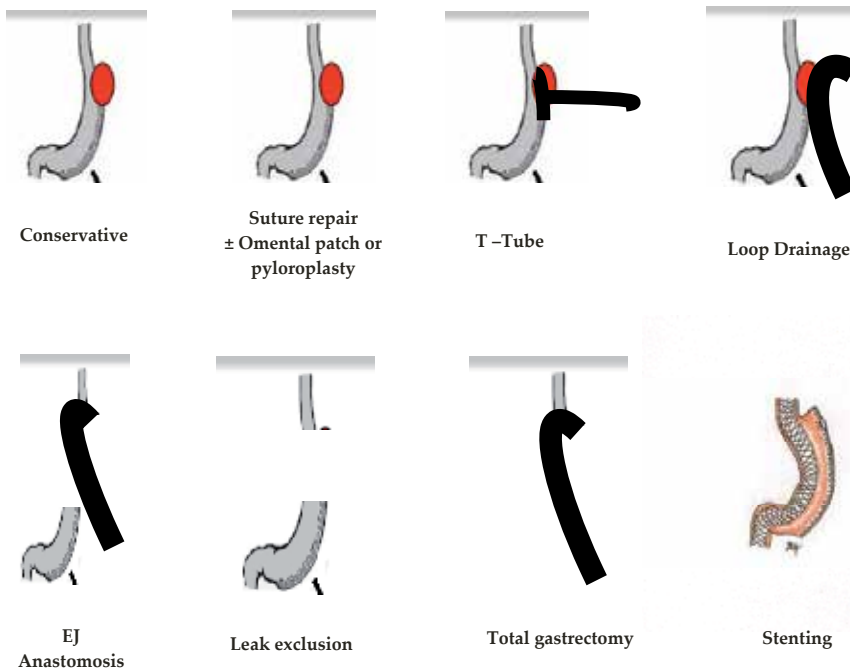 Conservative
Suture repair
± Omental patch or
pyloroplasty
T –Tube
Loop Drainage
EJ
Anastomosis
Leak exclusion
Total gastrectomy
Stenting